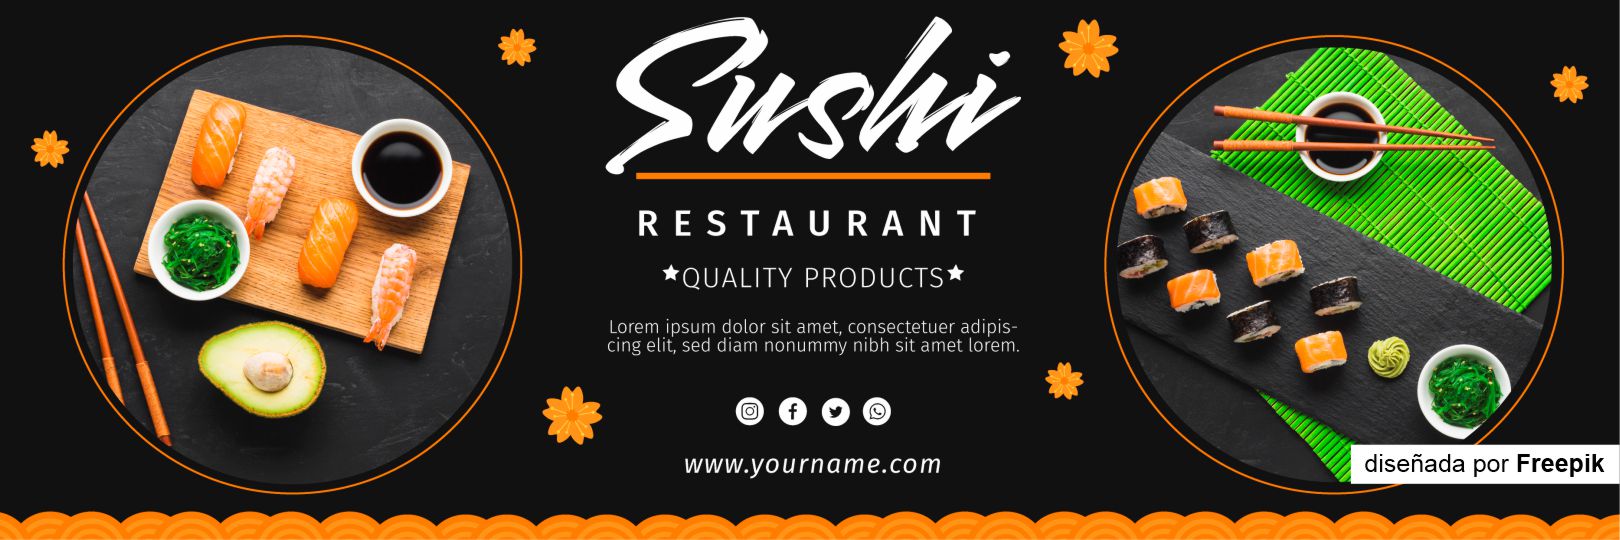 Sushi
RESTAURANT
★QUALITY PRODUCTS★
Lorem ipsum dolor sit amet, consectetuer adipis-
cing elit, sed diam nonummy nibh sit amet lorem.
www.yourname.com
diseñada por Freepik